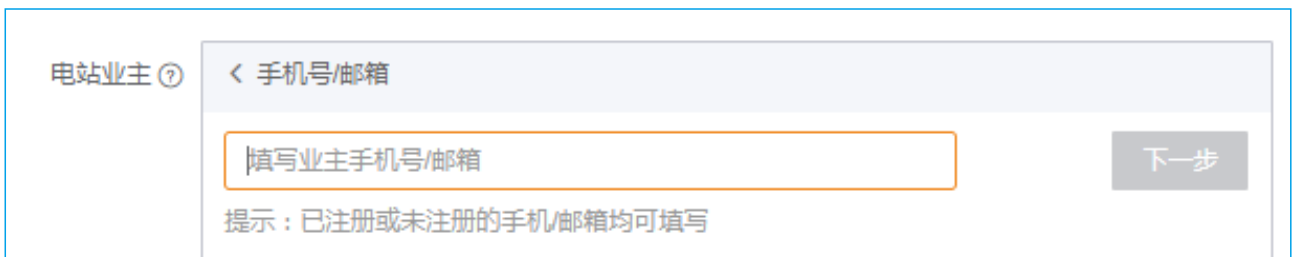 电站业主 ? < 手机号/邮箱
填写业主手机号/邮箱 下一步
提示：已注册或未注册的手机/邮箱均可填写